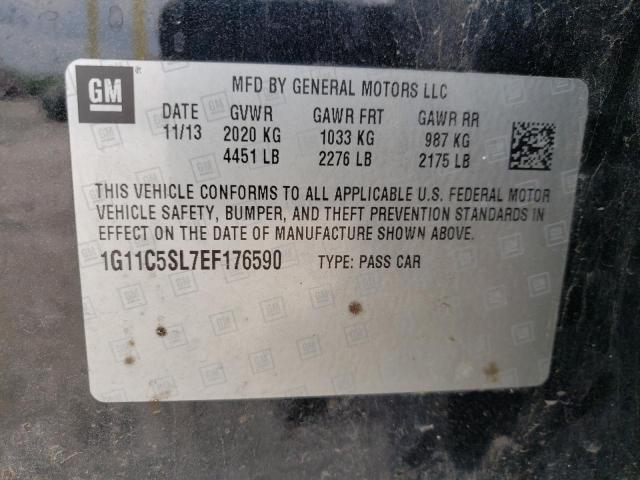 GM
MFD BY GENERAL MOTORS LLC
DATE GVWR GAWR FRT GAWR RR
11/13 2020 KG 1033 KG 987 KG
4451 LB 2276 LB 2175 LB
THIS VEHICLE CONFORMS TO ALL APPLICABLE U.S. FEDERAL MOTOR
VEHICLE SAFETY, BUMPER, AND THEFT PREVENTION STANDARDS IN
EFFECT ON THE DATE OF MANUFACTURE SHOWN ABOVE.
1G11C5SL7EF176590 TYPE: PASS CAR